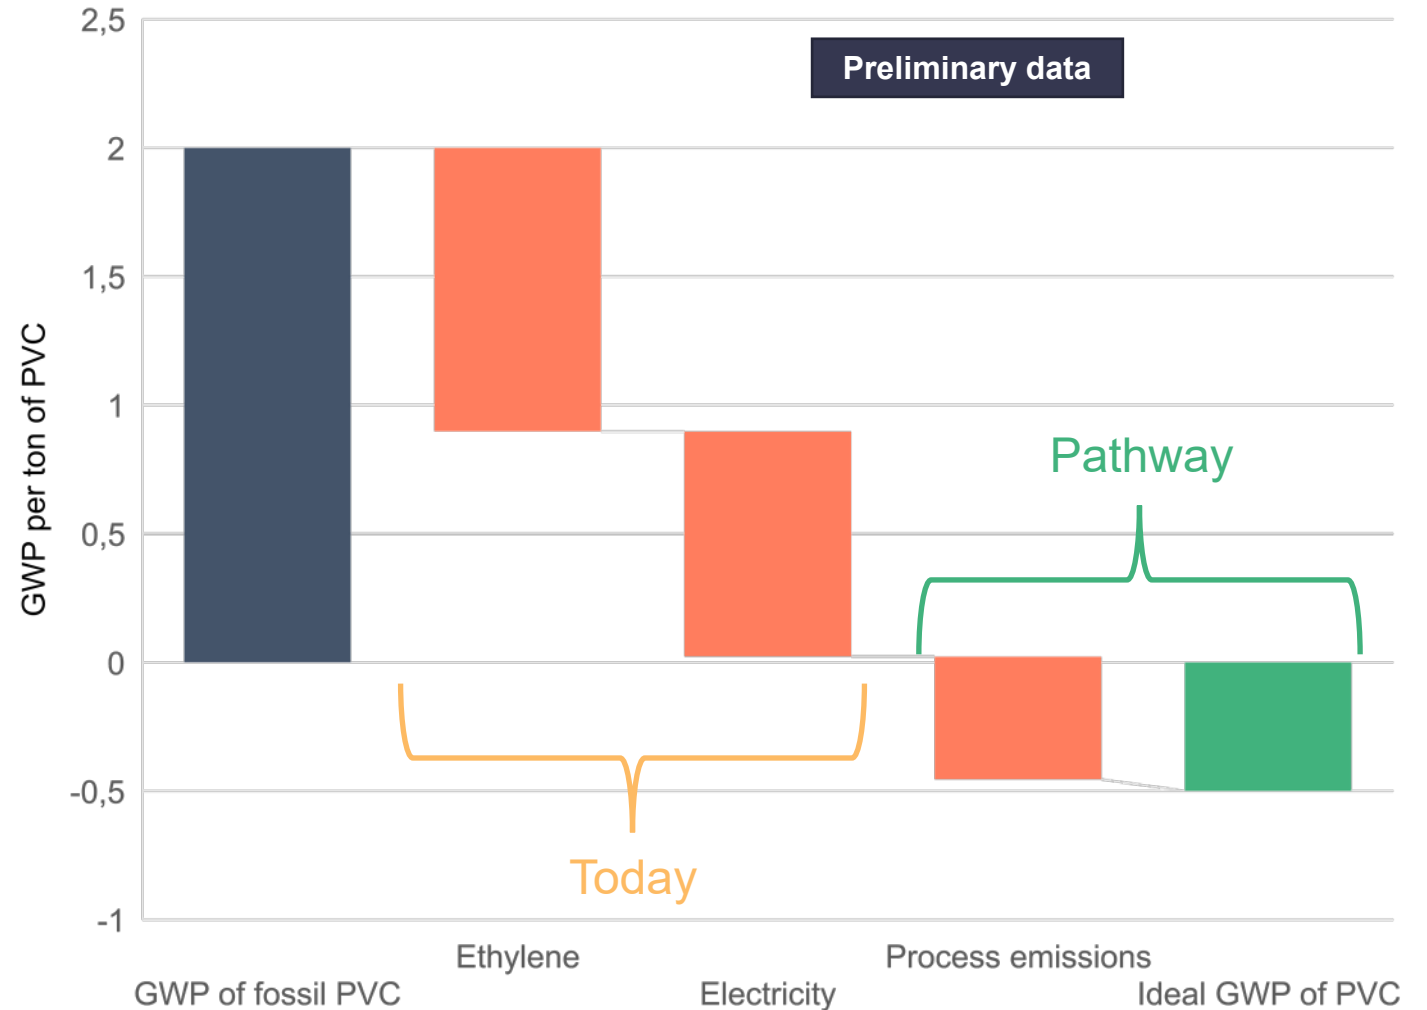 Preliminary data
2,5
2
1,5
1
0,5
0
-0,5
-1
GWP per ton of PVC
Pathway
Today
GWP of fossil PVC
Ethylene
Electricity
Process emissions
Ideal GWP of PVC